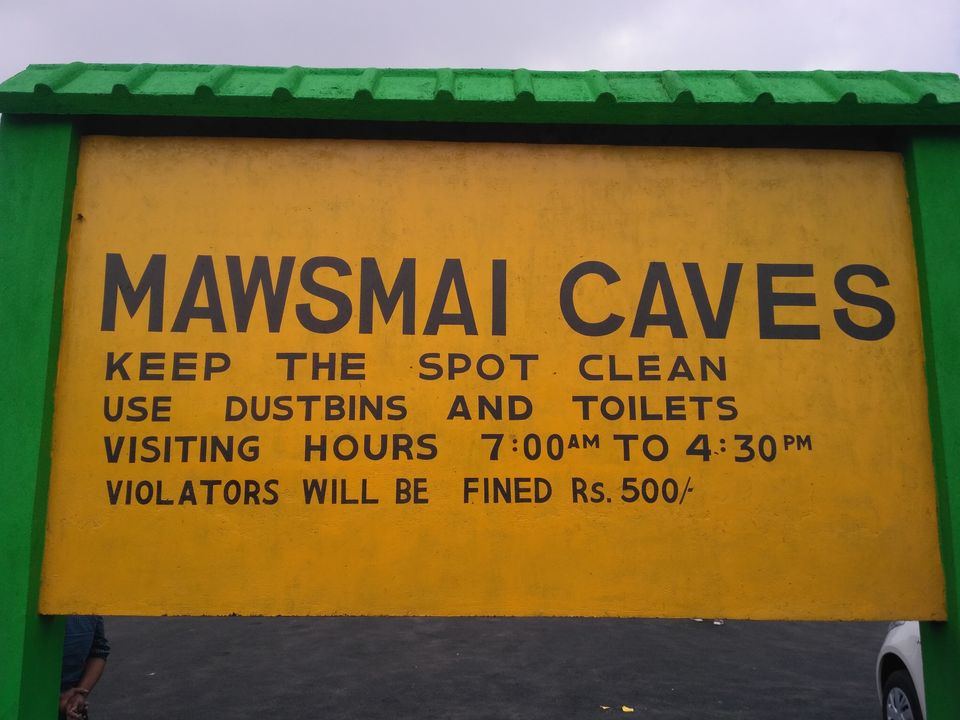 MAWSMAI CAVES
KEEP THE SPOT CLEAN
USE DUSTBINS AND TOILETS
VISITING HOURS 7:00AM TO 4:30PM
VIOLATORS WILL BE FINED Rs. 500/-